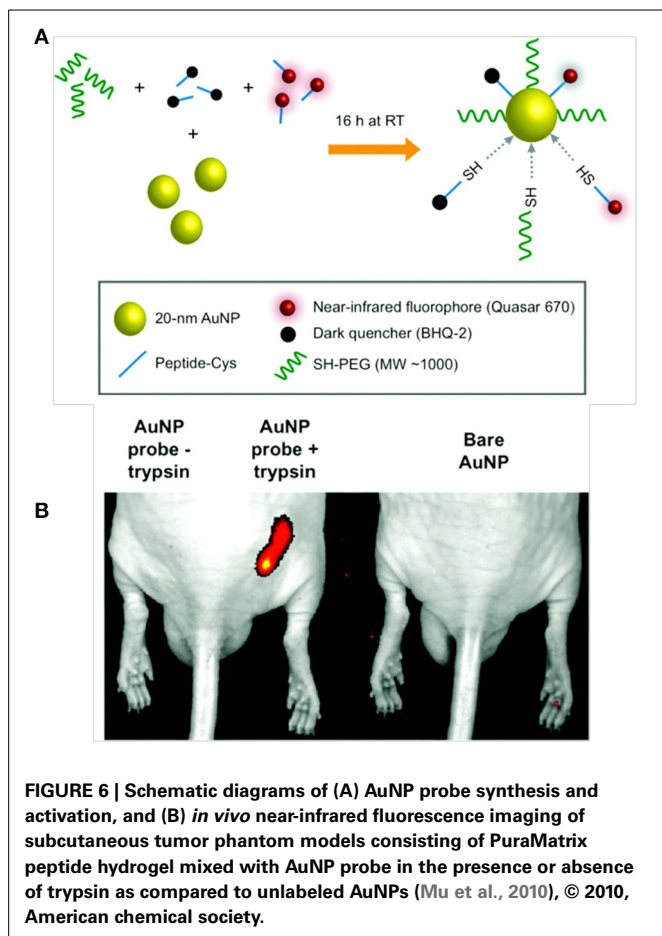 A
+ + 16 h at RT
+
SH SH HS
20-nm AuNP
Near-infrared fluorophore (Quasar 670)
Dark quencher (BHQ-2)
Peptide-Cys
SH-PEG (MW ~1000)
AuNP probe - trypsin
AuNP probe + trypsin
Bare AuNP
B
FIGURE 6 | Schematic diagrams of (A) AuNP probe synthesis and
activation, and (B) in vivo near-infrared fluorescence imaging of
subcutaneous tumor phantom models consisting of PuraMatrix
peptide hydrogel mixed with AuNP probe in the presence or absence
of trypsin as compared to unlabeled AuNPs (Mu et al., 2010), © 2010,
American chemical society.